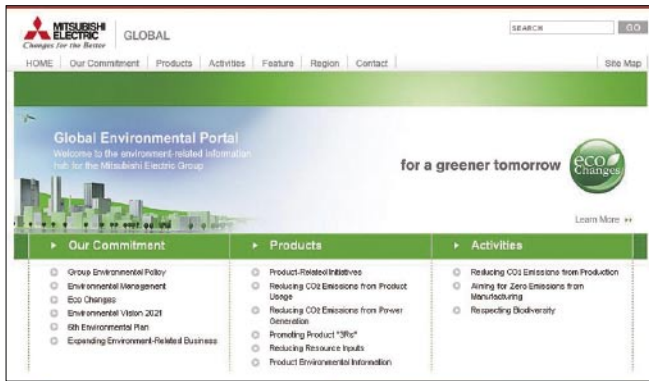 MITSUBISHI
ELECTRIC
Changes for the Better
GLOBAL
SEARCH
GO
HOME Our Commitment Products Activities Feature Region Contact
Site Map
Global Environmental Portal
Welcome to the environment-related information
hub for the Mitsubishi Electric Group
for a greener tomorrow
eco
Changes
Learn More
Our Commitment
Group Environmental Policy
Environmental Management
Eco Changes
Environmental Vision 2021
6th Environmental Plan
Expanding Environment-Related Business
Products
Product-Related Initiatives
Reducing CO2 Emissions from Product
Usage
Reducing CO2 Emissions from Power
Generation
Promoting Product "3Rs"
Reducing Resource Inputs
Product Environmental Information
Activities
Reducing CO2 Emissions from Production
Aiming for Zero Emissions from
Manufacturing
Respecting Biodiversity